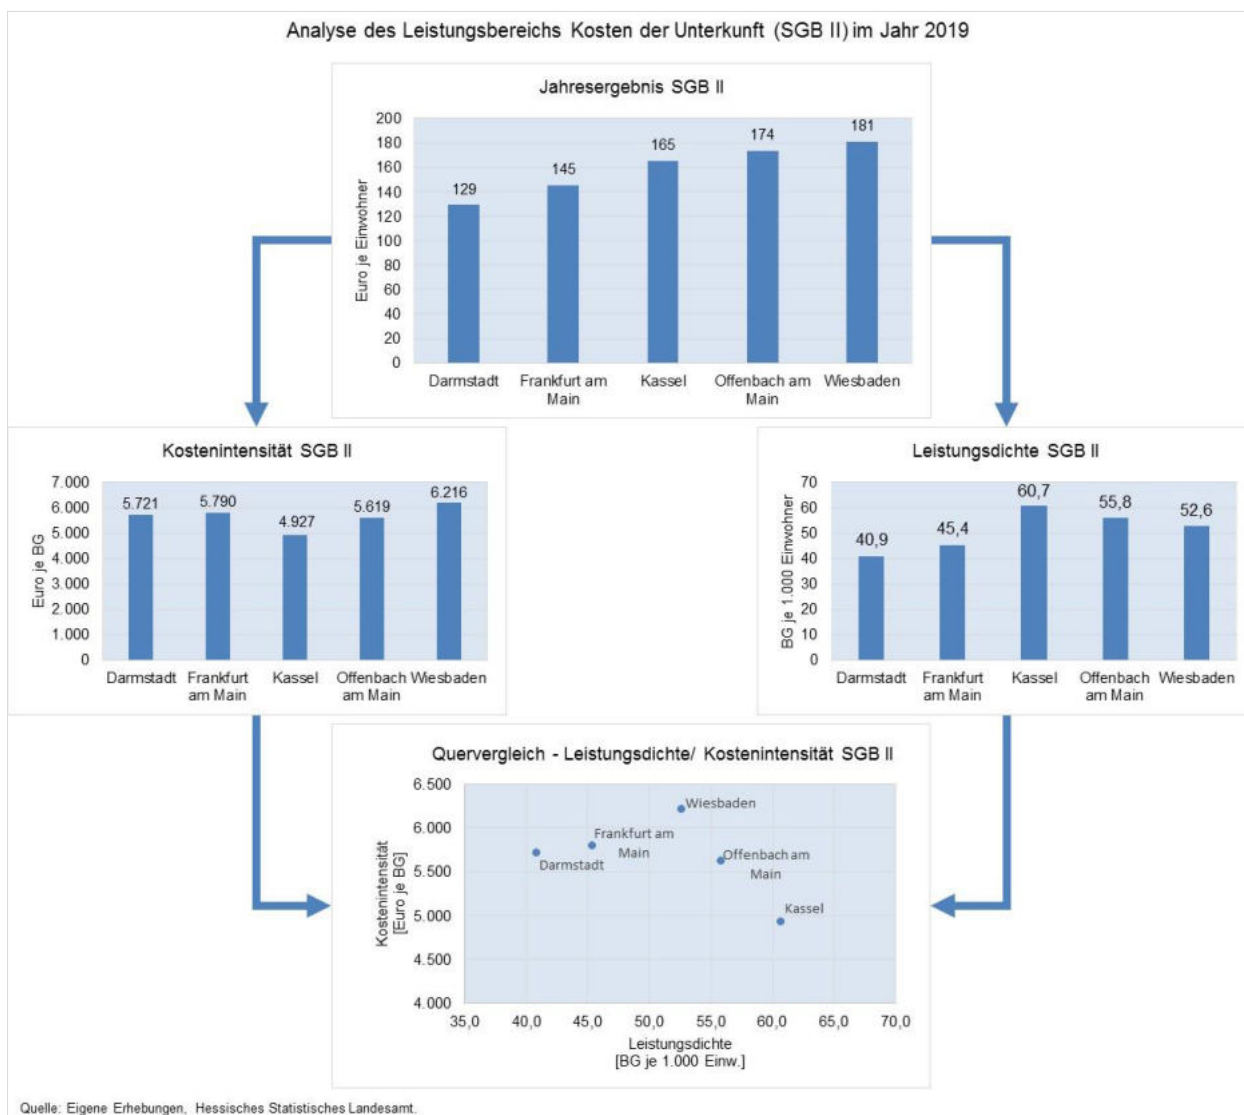 Analyse des Leistungsbereichs Kosten der Unterkunft (SGB II) im Jahr 2019
Jahresergebnis SGB II
Euro je Einwohner
200
180
160
140
120
100
80
60
40
20
0
129
145
165
174
181
Darmstadt
Frankfurt am
Main
Kassel
Offenbach am
Main
Wiesbaden
Kostenintensität SGB II
Euro je BG
7.000
6.000
5.000
4.000
3.000
2.000
1.000
0
5.721
5.790
4.927
5.619
6.216
Darmstadt
Frankfurt
am Main
Kassel
Offenbach
am Main
Wiesbaden
Leistungsdichte SGB II
BG je 1.000 Einwohner
70
60
50
40
30
20
10
0
40,9
45,4
60,7
55,8
52,6
Darmstadt
Frankfurt
am Main
Kassel
Offenbach
am Main
Wiesbaden
Quervergleich - Leistungsdichte/ Kostenintensität SGB II
Kostenintensität
[Euro je BG]
6.500
6.000
5.500
5.000
4.500
4.000
Wiesbaden
Frankfurt am
Main
Darmstadt
Offenbach am
Main
Kassel
35,0
40,0
45,0
50,0
55,0
60,0
65,0
70,0
Leistungsdichte
[BG je 1.000 Einw.]
Quelle: Eigene Erhebungen, Hessisches Statistisches Landesamt.